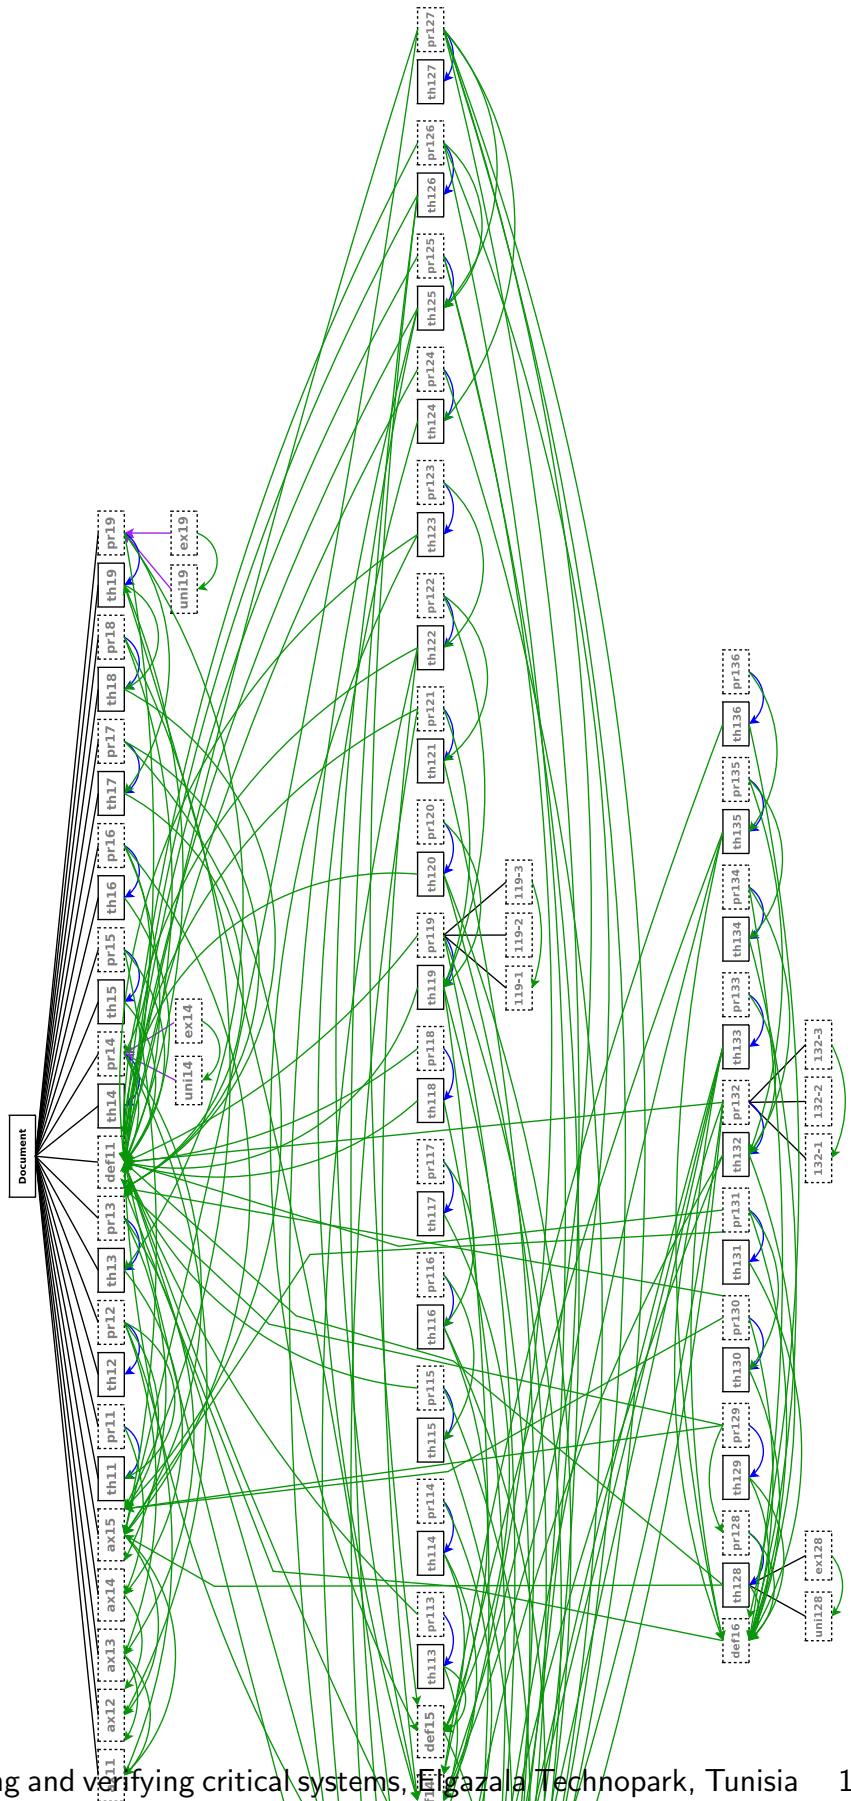 pr127
th127
pr126
th126
pr125
th125
pr124
th124
pr123
th123
pr122
th122
pr121
th121
pr120
th120
pr119
th119
pr118
th118
pr117
th117
pr116
th116
pr115
th115
pr114
th114
pr113
th113
def15
f14
119-3
119-2
119-1
pr19
th19
pr18
th18
pr17
th17
pr16
th16
pr15
th15
pr14
th14
def11
pr13
th13
pr12
th12
pr11
th11
ax15
ax14
ax13
ax12
11
ex19
uni19
ex14
uni14
Document
pr136
th136
pr135
th135
pr134
th134
pr133
th133
pr132
th132
pr131
th131
pr130
th130
pr129
th129
pr128
th128
def16
132-3
132-2
132-1
ex128
uni128
ng and verifying critical systems, Elgazala Technopark, Tunisia 1